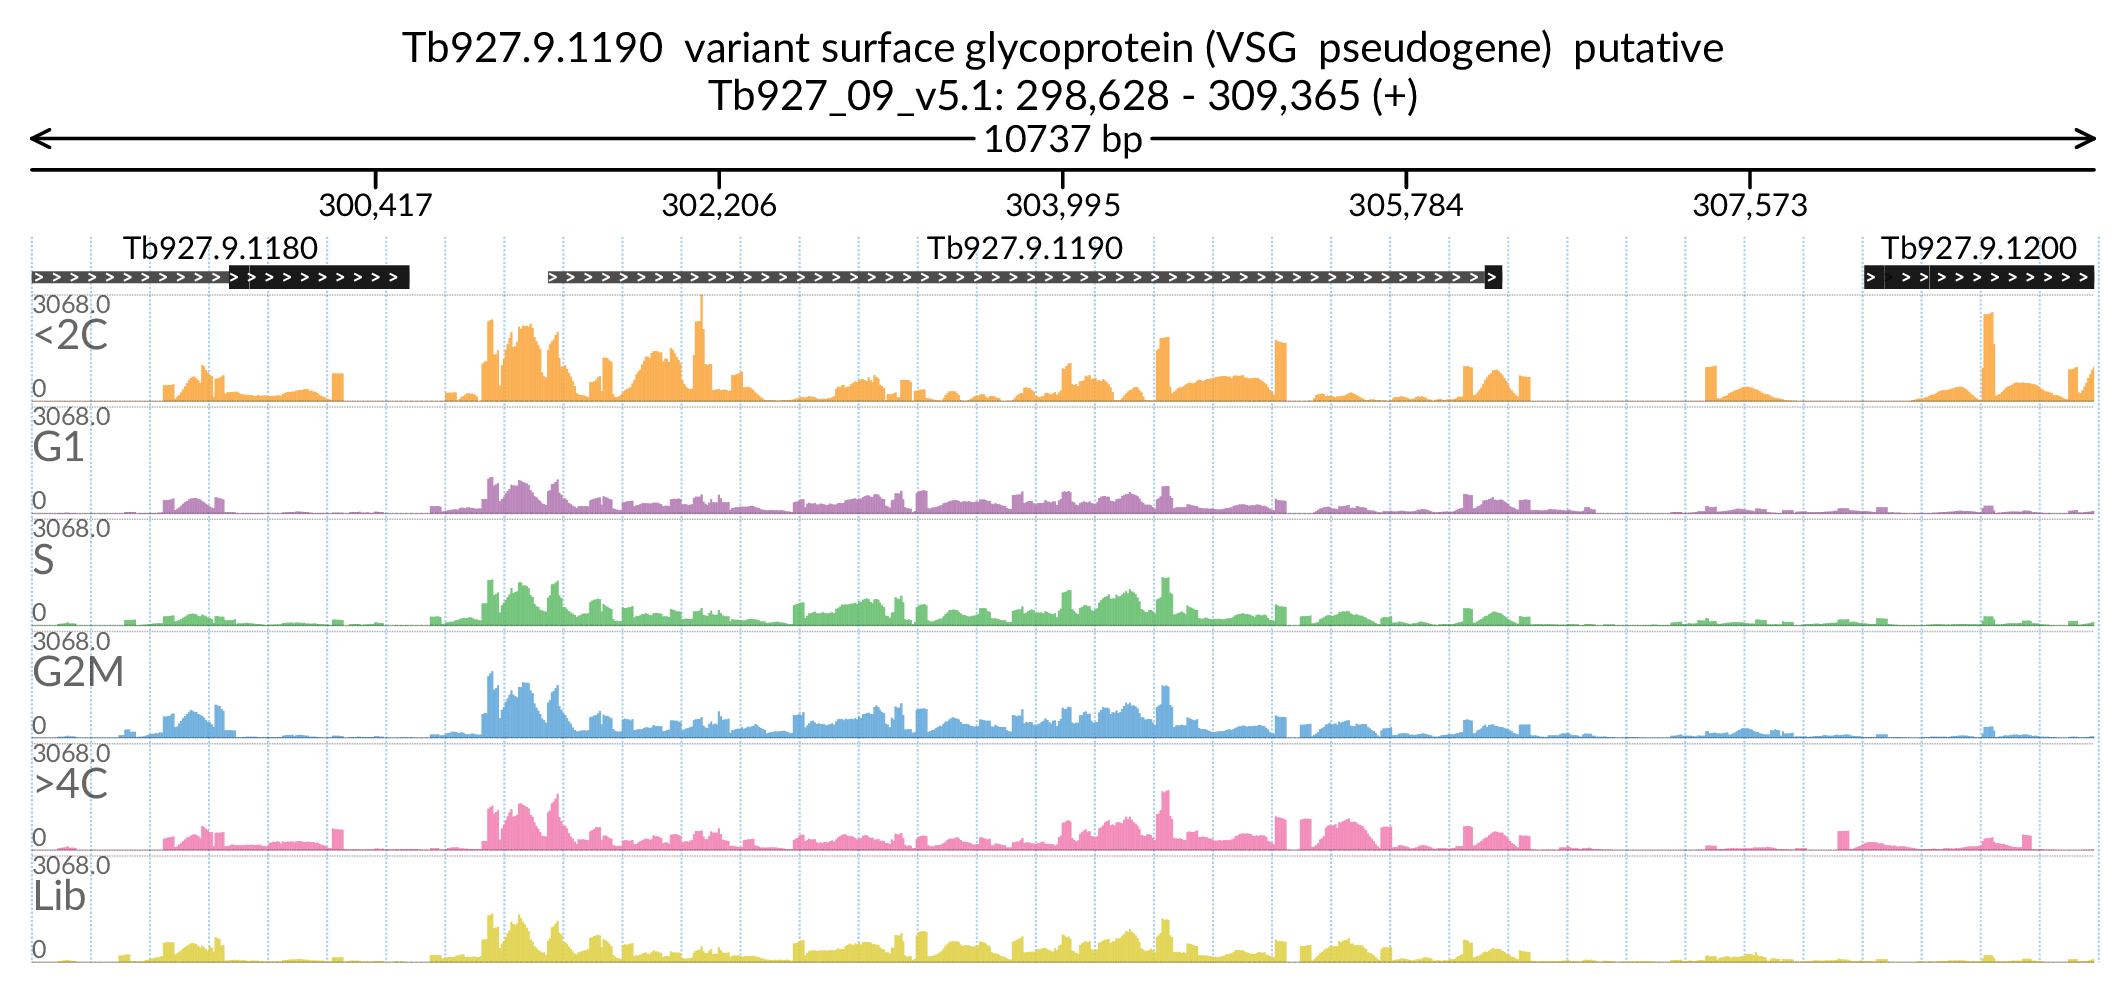 Tb927.9.1190 variant surface glycoprotein (VSG pseudogene) putative
Tb927_09_v5.1: 298,628 - 309,365 (+)
10737 bp
300,417 302,206 303,995 305,784 307,573
Tb927.9.1180 Tb927.9.1190 Tb927.9.1200
3068.0
<2C
0
3068.0
G1
0
3068.0
S
0
3068.0
G2M
0
3068.0
>4C
0
3068.0
Lib
0